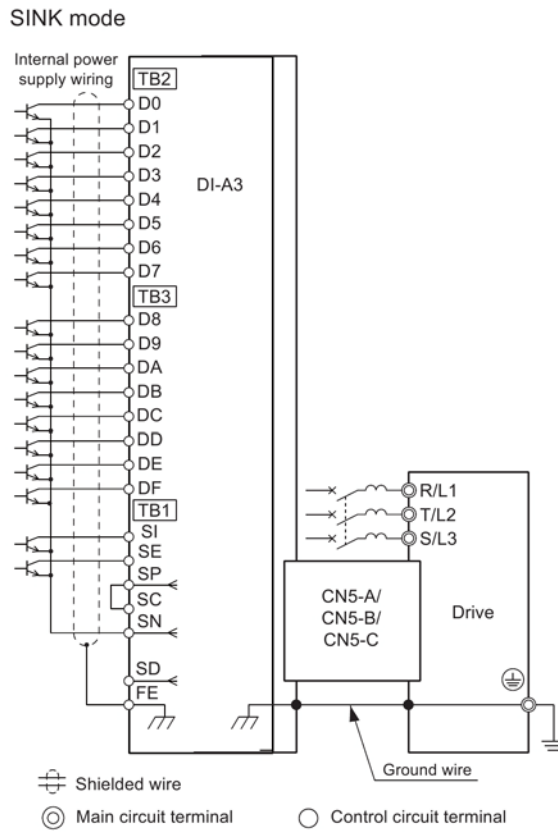 SINK mode
Internal power
supply wiring
TB2
D0
D1
D2
D3
D4
D5
D6
D7
DI-A3
TB3
D8
D9
DA
DB
DC
DD
DE
DF
TB1
SI
SE
SP
SC
SN
SD
FE
R/L1
T/L2
S/L3
CN5-A/
CN5-B/
CN5-C
Drive
Ground wire
Shielded wire
Main circuit terminal
Control circuit terminal